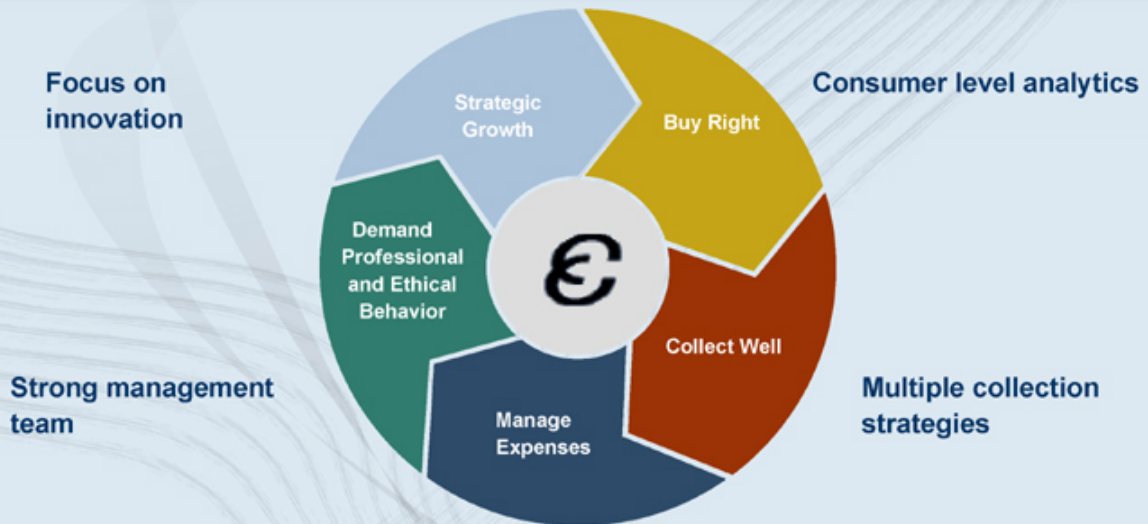 Focus on
innovation
Strategic
Growth
Buy Right
Consumer level analytics
Demand
Professional
and Ethical
Behavior
Collect Well
Manage
Expenses
Strong management
team
Multiple collection
strategies